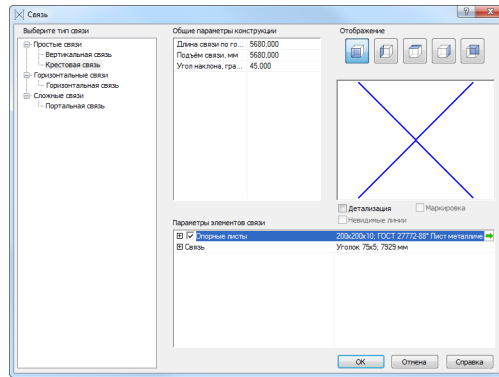 Связь
Выберите тип связи
Простые связи
Вертикальная связь
Крестовая связь
Горизонтальные связи
Горизонтальная связь
Сложные связи
Портальная связь
Общие параметры конструкции
Длина связи по го... 5680,000
Подъём связи, мм 5680,000
Угол наклона, гра... 45,000
Отображение
Детализация
Маркировка
Невидимые линии
Параметры элементов связи
Опорные листы 200x200x10; ГОСТ 27772-88* Лист металличе
Связь Уголок 75x5; 7929 мм
OK Отмена Справка